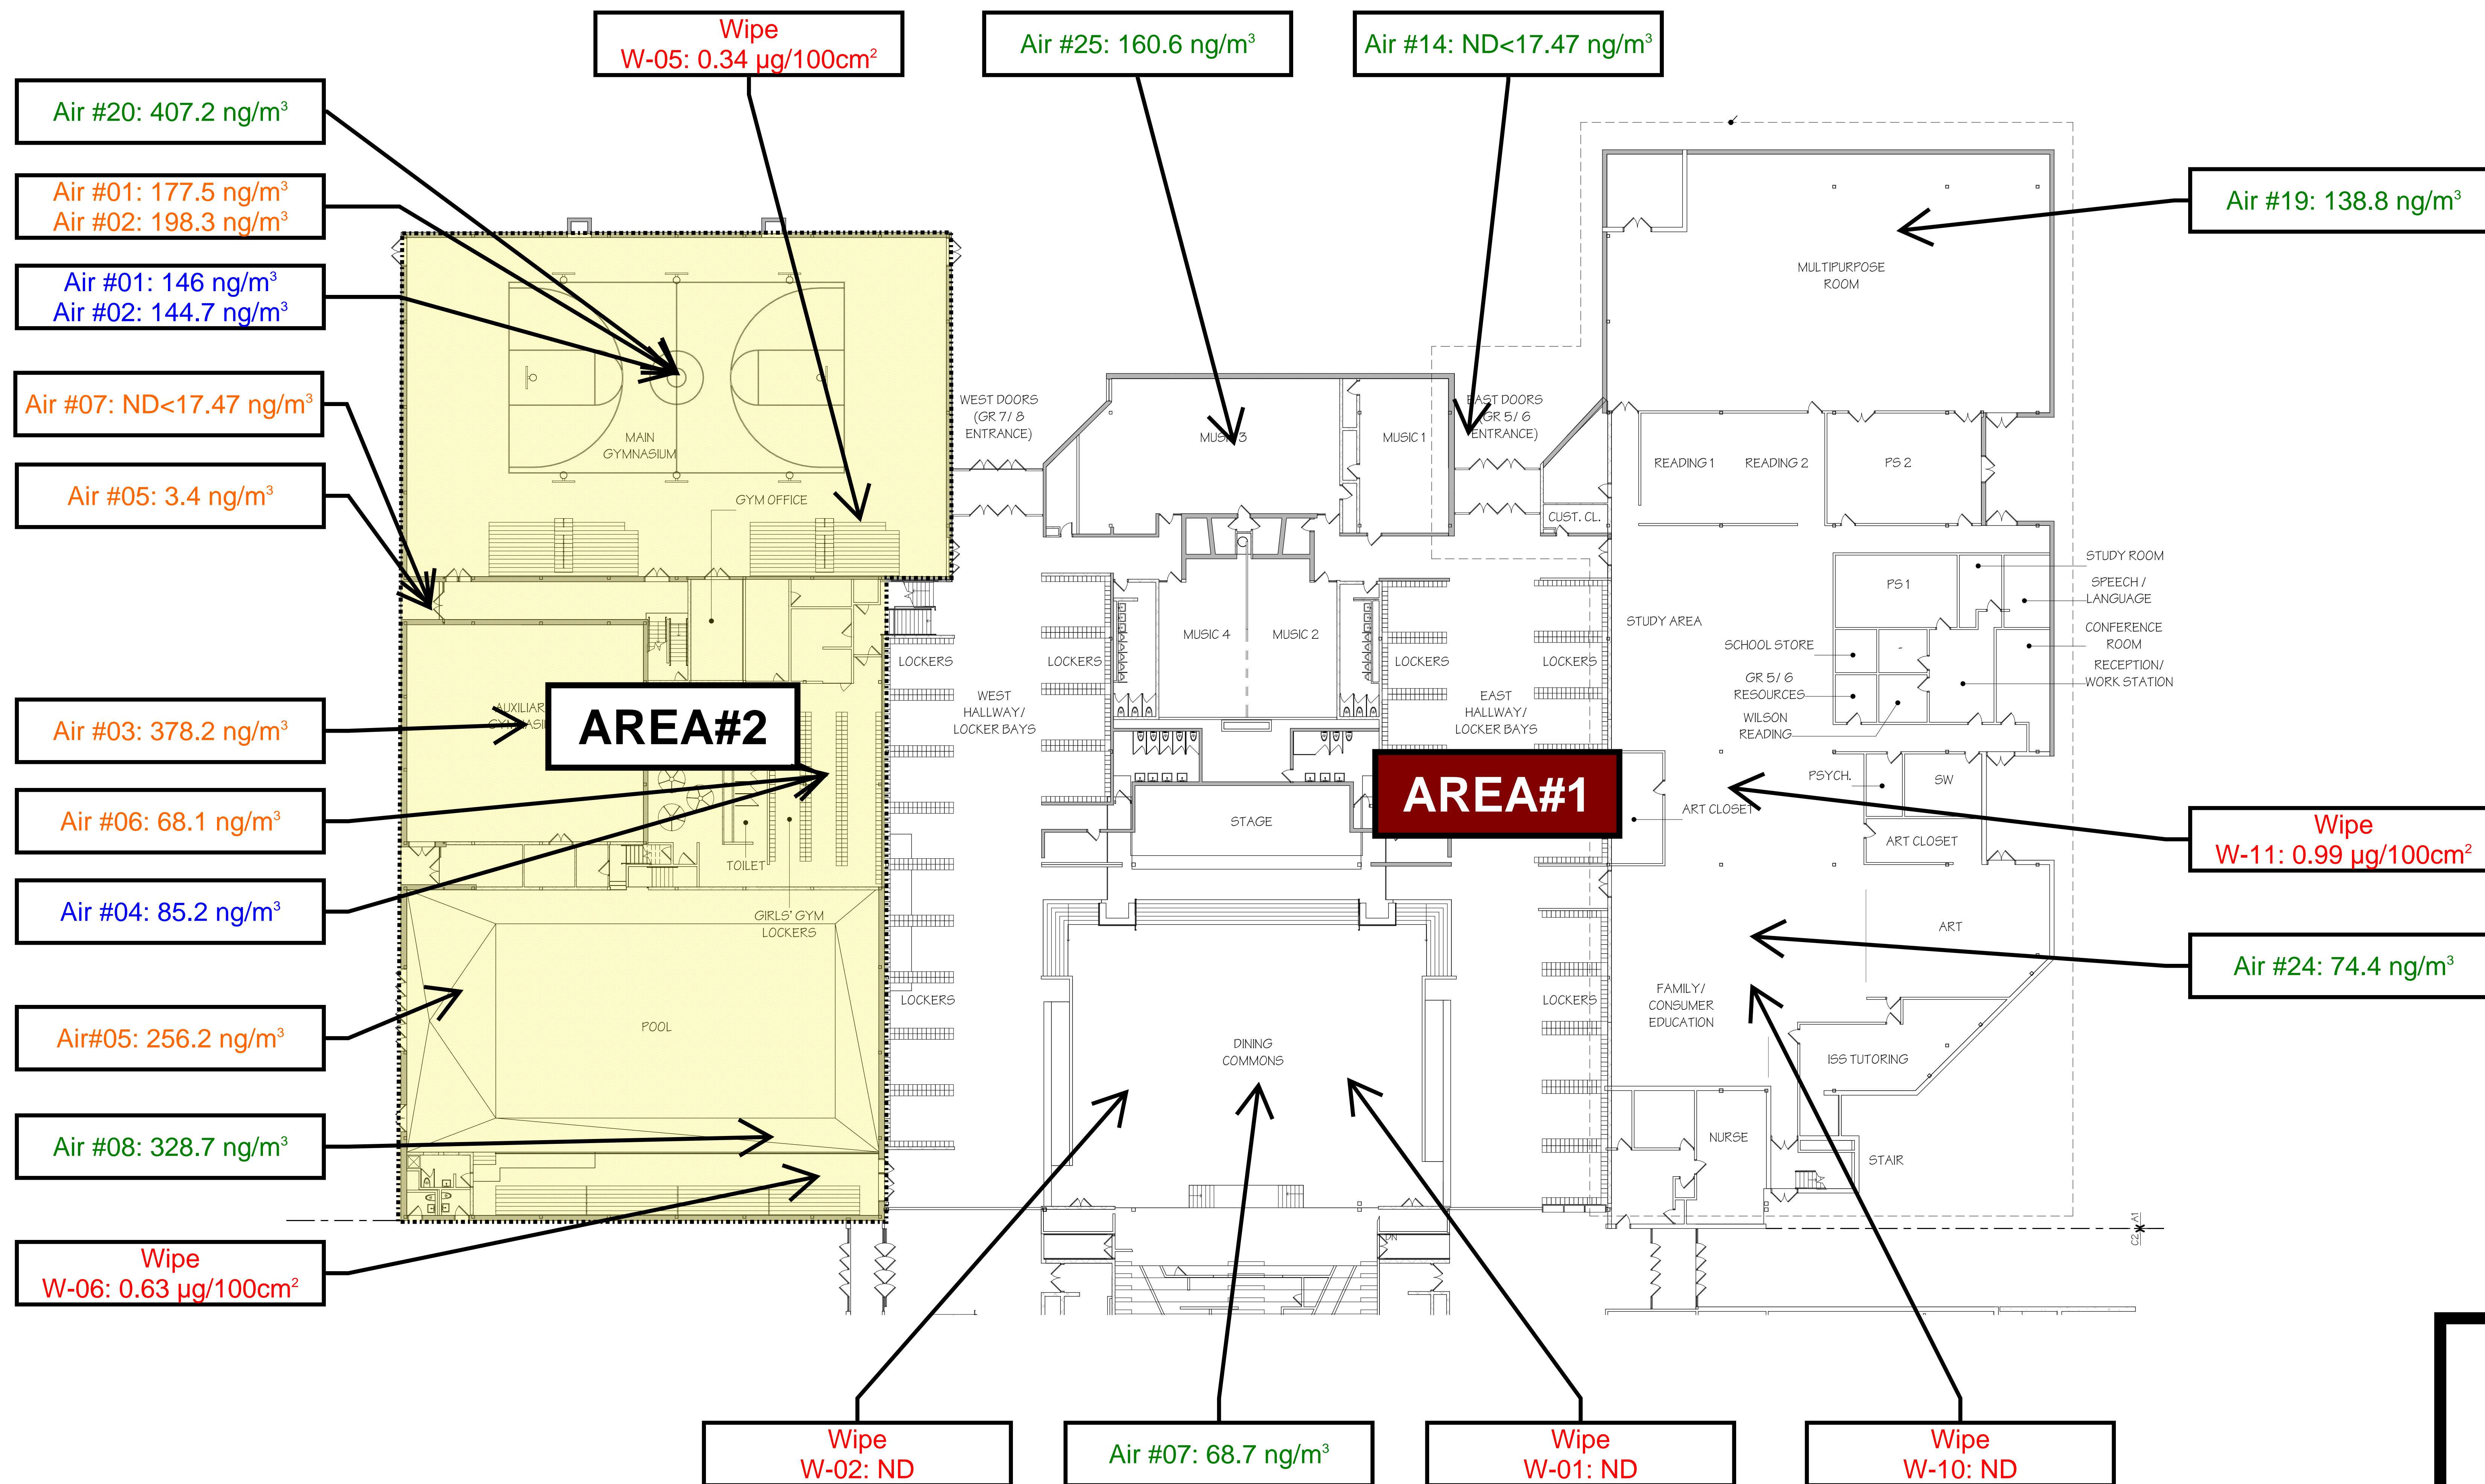 Wipe
W-05: 0.34 µg/100cm²
Air #25: 160.6 ng/m³
Air #14: ND<17.47 ng/m³
Air #20: 407.2 ng/m³
Air #01: 177.5 ng/m³
Air #02: 198.3 ng/m³
Air #19: 138.8 ng/m³
Air #01: 146 ng/m³
Air #02: 144.7 ng/m³
Air #07: ND<17.47 ng/m³
Air #05: 3.4 ng/m³
Air #03: 378.2 ng/m³
Air #06: 68.1 ng/m³
Air #04: 85.2 ng/m³
Air#05: 256.2 ng/m³
Air #08: 328.7 ng/m³
Wipe
W-06: 0.63 µg/100cm²
MAIN
GYMNASIUM
GYM OFFICE
AREA#2
TOILET
GIRLS' GYM
LOCKERS
POOL
WEST DOORS
(GR 7/ 8
ENTRANCE)
MUSIC 3
MUSIC 1
EAST DOORS
(GR 5/ 6
ENTRANCE)
CUST. CL.
MUSIC 4
MUSIC 2
LOCKERS
LOCKERS
LOCKERS
LOCKERS
WEST
HALLWAY/
LOCKER BAYS
EAST
HALLWAY/
LOCKER BAYS
AREA#1
STAGE
LOCKERS
LOCKERS
DINING
COMMONS
DN
MULTIPURPOSE
ROOM
READING 1
READING 2
PS 2
PS 1
STUDY ROOM
SPEECH /
LANGUAGE
STUDY AREA
SCHOOL STORE
CONFERENCE
ROOM
GR 5/ 6
RESOURCES
RECEPTION/
WORK STATION
WILSON
READING
PSYCH.
SW
ART CLOSET
ART CLOSET
ART
FAMILY/
CONSUMER
EDUCATION
ISS TUTORING
NURSE
STAIR
C2 A1
Wipe
W-11: 0.99 µg/100cm²
Air #24: 74.4 ng/m³
Wipe
W-02: ND
Air #07: 68.7 ng/m³
Wipe
W-01: ND
Wipe
W-10: ND